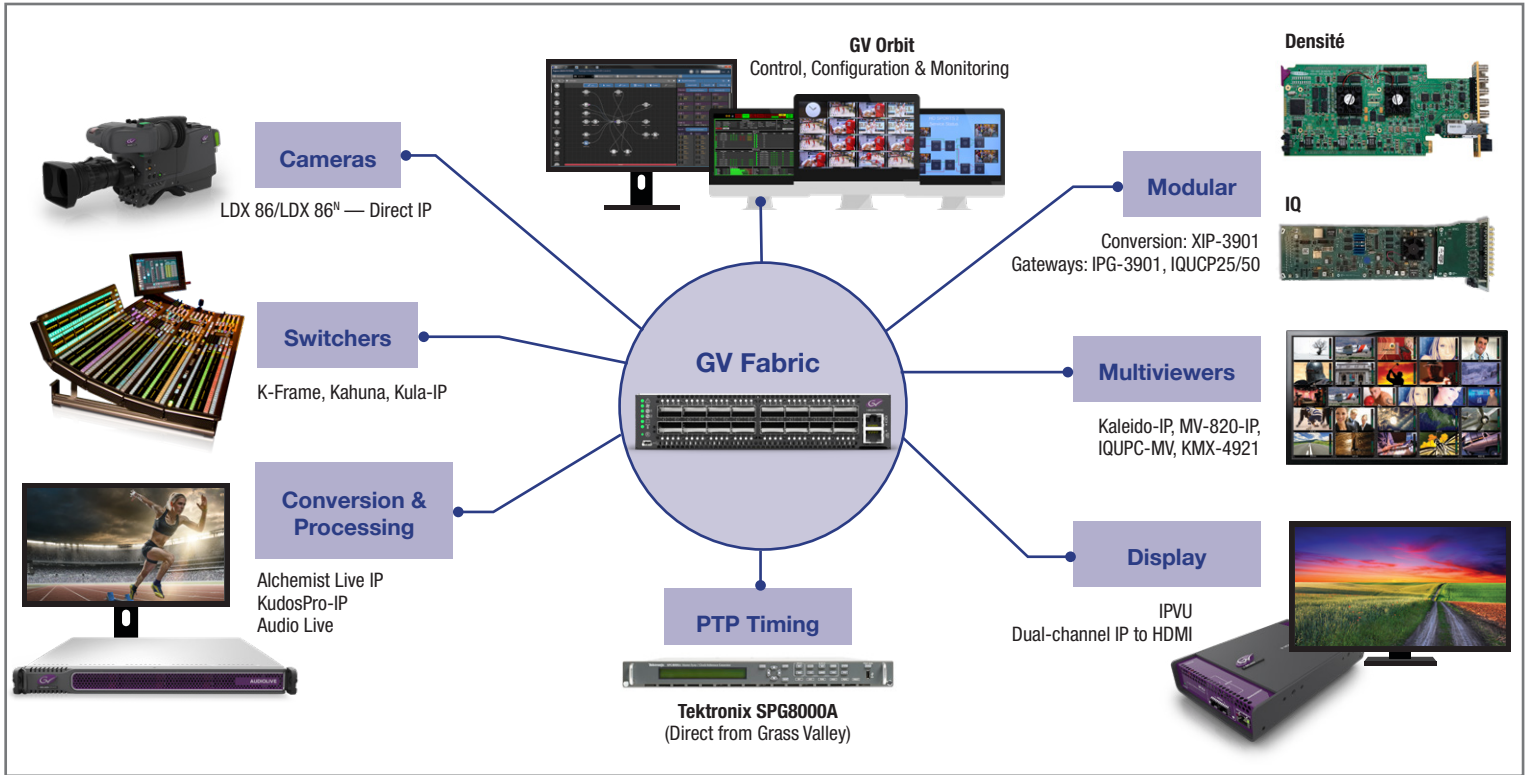 GV Orbit
Control, Configuration & Monitoring
Densité
Cameras
LDX 86/LDX 86ᴺ — Direct IP
Modular
IQ
Conversion: XIP-3901
Gateways: IPG-3901, IQUCP25/50
Switchers
K-Frame, Kahuna, Kula-IP
GV Fabric
Multiviewers
Kaleido-IP, MV-820-IP,
IQUPC-MV, KMX-4921
Conversion &
Processing
Alchemist Live IP
KudosPro-IP
Audio Live
AUDIOLIVE
PTP Timing
Tektronix SPG8000A
(Direct from Grass Valley)
Display
IPVU
Dual-channel IP to HDMI